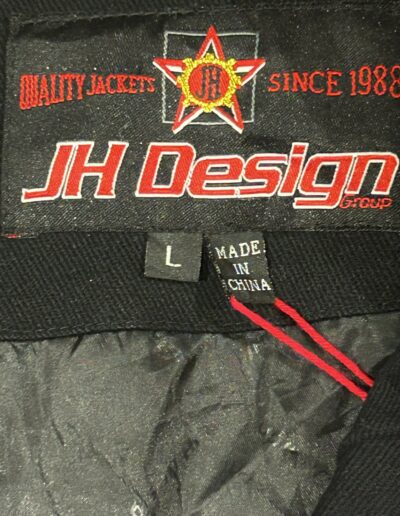 QUALITY JACKETS JH SINCE 1988
JH Design
Group
L
MADE
IN
CHINA